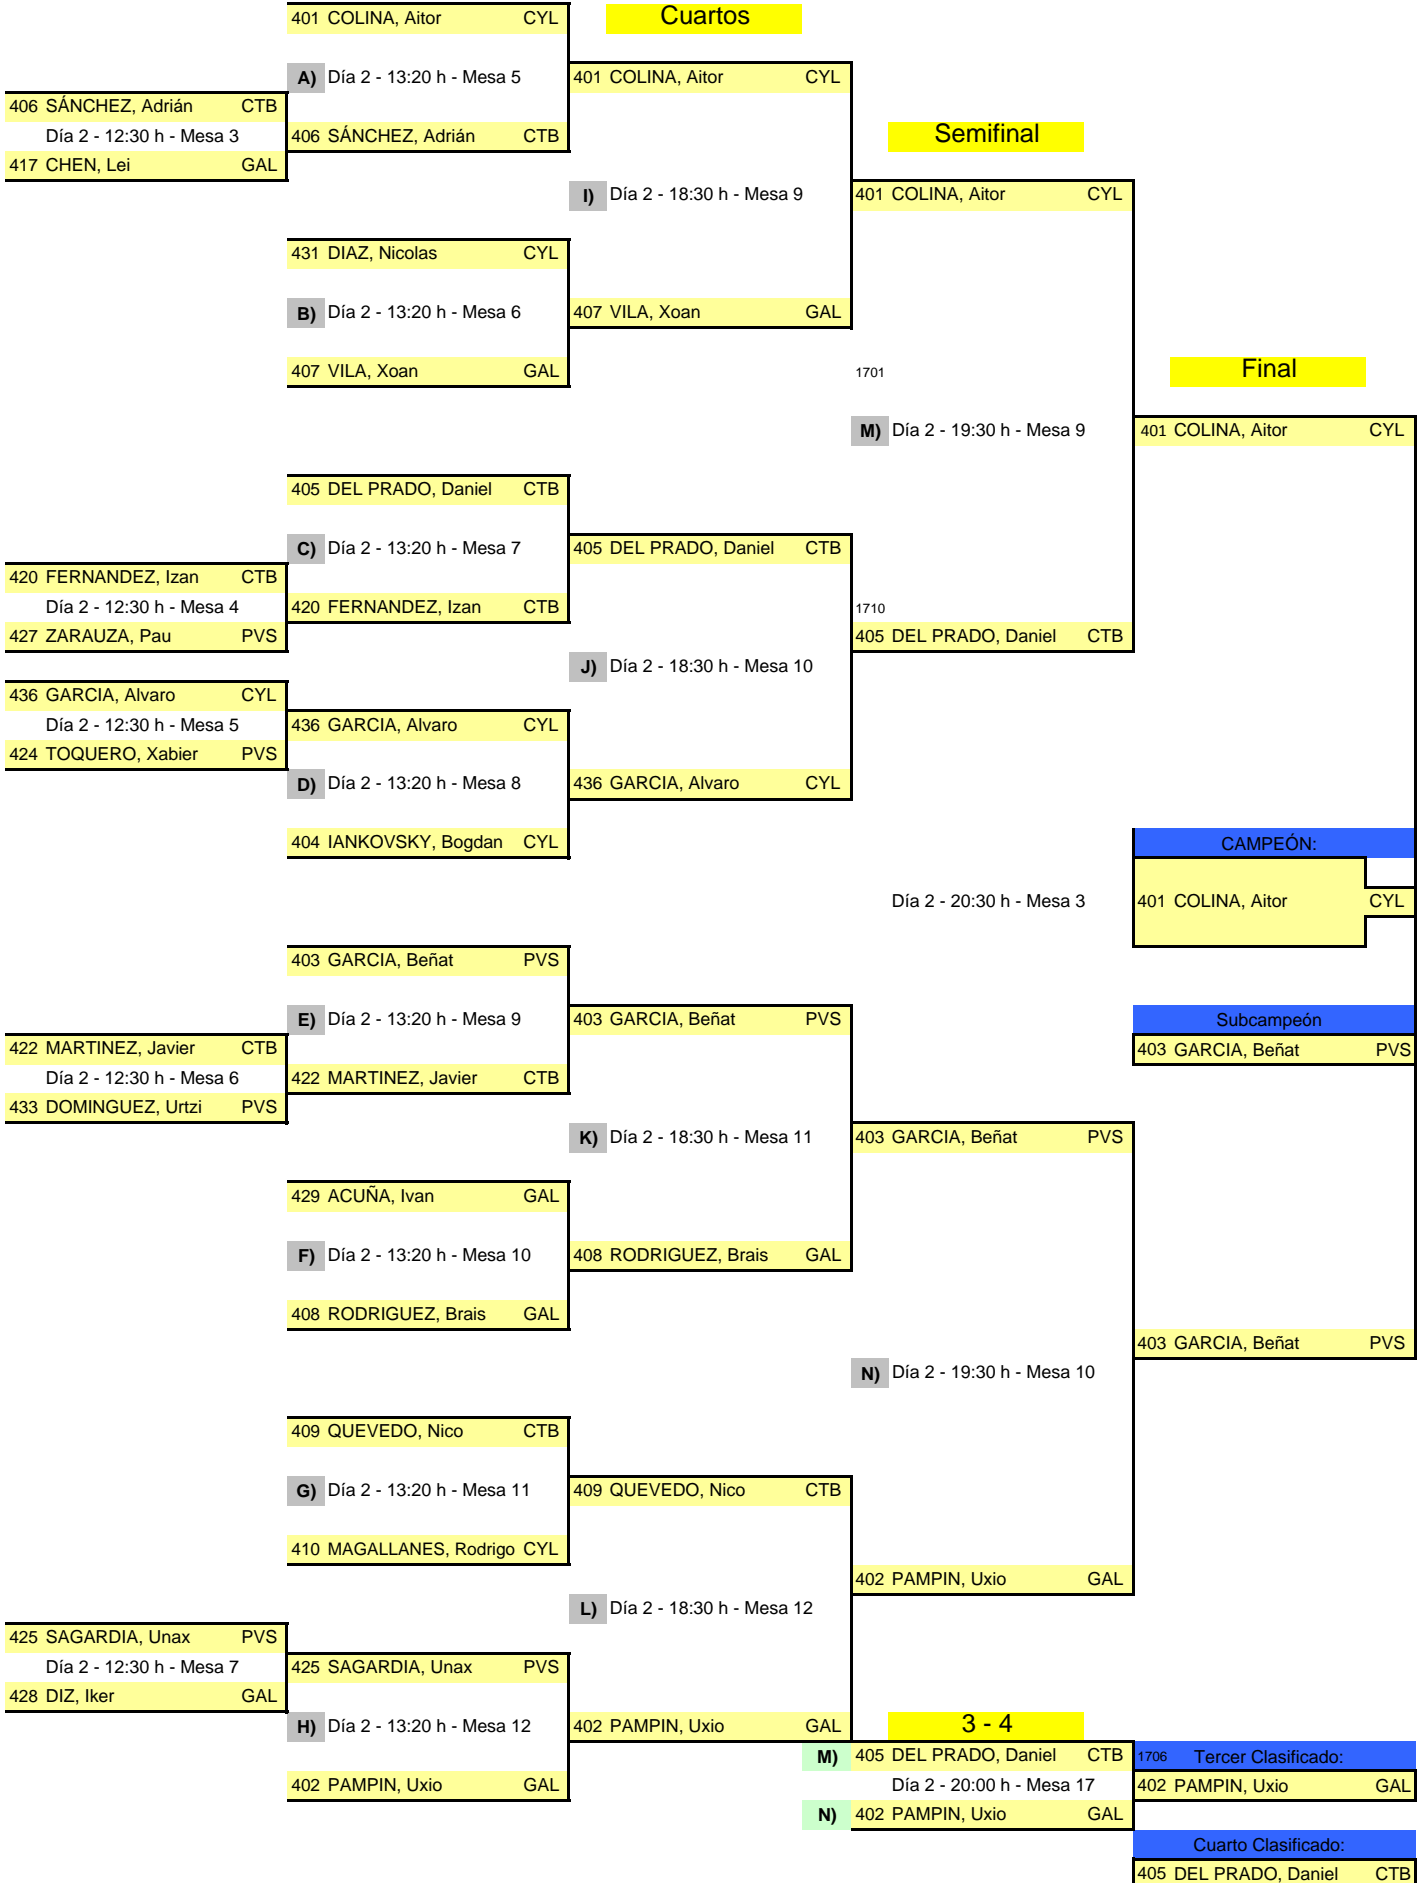 401 COLINA, Aitor CYL
Cuartos
A) Día 2 - 13:20 h - Mesa 5
401 COLINA, Aitor CYL
406 SÁNCHEZ, Adrián CTB
Día 2 - 12:30 h - Mesa 3
406 SÁNCHEZ, Adrián CTB
Semifinal
417 CHEN, Lei GAL
I) Día 2 - 18:30 h - Mesa 9
401 COLINA, Aitor CYL
431 DIAZ, Nicolas CYL
B) Día 2 - 13:20 h - Mesa 6
407 VILA, Xoan GAL
407 VILA, Xoan GAL
1701
Final
M) Día 2 - 19:30 h - Mesa 9
401 COLINA, Aitor CYL
405 DEL PRADO, Daniel CTB
C) Día 2 - 13:20 h - Mesa 7
405 DEL PRADO, Daniel CTB
420 FERNANDEZ, Izan CTB
Día 2 - 12:30 h - Mesa 4
420 FERNANDEZ, Izan CTB
1710
427 ZARAUZA, Pau PVS
405 DEL PRADO, Daniel CTB
J) Día 2 - 18:30 h - Mesa 10
436 GARCIA, Alvaro CYL
Día 2 - 12:30 h - Mesa 5
436 GARCIA, Alvaro CYL
424 TOQUERO, Xabier PVS
D) Día 2 - 13:20 h - Mesa 8
436 GARCIA, Alvaro CYL
404 IANKOVSKY, Bogdan CYL
CAMPEÓN:
Día 2 - 20:30 h - Mesa 3
401 COLINA, Aitor CYL
403 GARCIA, Beñat PVS
E) Día 2 - 13:20 h - Mesa 9
403 GARCIA, Beñat PVS
Subcampeón
422 MARTINEZ, Javier CTB
403 GARCIA, Beñat PVS
Día 2 - 12:30 h - Mesa 6
422 MARTINEZ, Javier CTB
433 DOMINGUEZ, Urtzi PVS
K) Día 2 - 18:30 h - Mesa 11
403 GARCIA, Beñat PVS
429 ACUÑA, Ivan GAL
F) Día 2 - 13:20 h - Mesa 10
408 RODRIGUEZ, Brais GAL
408 RODRIGUEZ, Brais GAL
403 GARCIA, Beñat PVS
N) Día 2 - 19:30 h - Mesa 10
409 QUEVEDO, Nico CTB
G) Día 2 - 13:20 h - Mesa 11
409 QUEVEDO, Nico CTB
410 MAGALLANES, Rodrigo CYL
402 PAMPIN, Uxio GAL
L) Día 2 - 18:30 h - Mesa 12
425 SAGARDIA, Unax PVS
Día 2 - 12:30 h - Mesa 7
425 SAGARDIA, Unax PVS
428 DIZ, Iker GAL
H) Día 2 - 13:20 h - Mesa 12
402 PAMPIN, Uxio GAL
3 - 4
M) 405 DEL PRADO, Daniel CTB
1706 Tercer Clasificado:
402 PAMPIN, Uxio GAL
Día 2 - 20:00 h - Mesa 17
402 PAMPIN, Uxio GAL
N) 402 PAMPIN, Uxio GAL
Cuarto Clasificado:
405 DEL PRADO, Daniel CTB